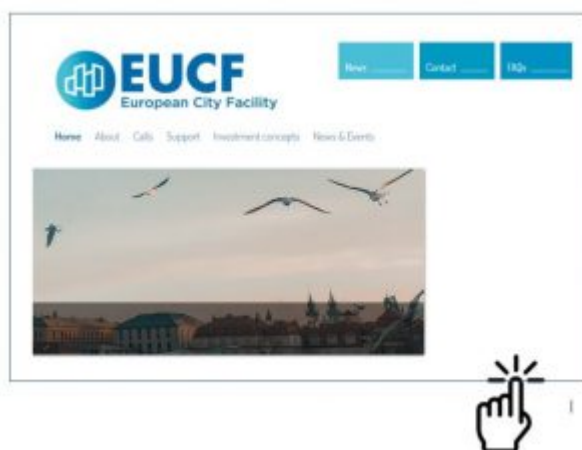 EUCF
European City Facility
News
Contact
FAQs
Home About Calls Support Investment concepts News & Events